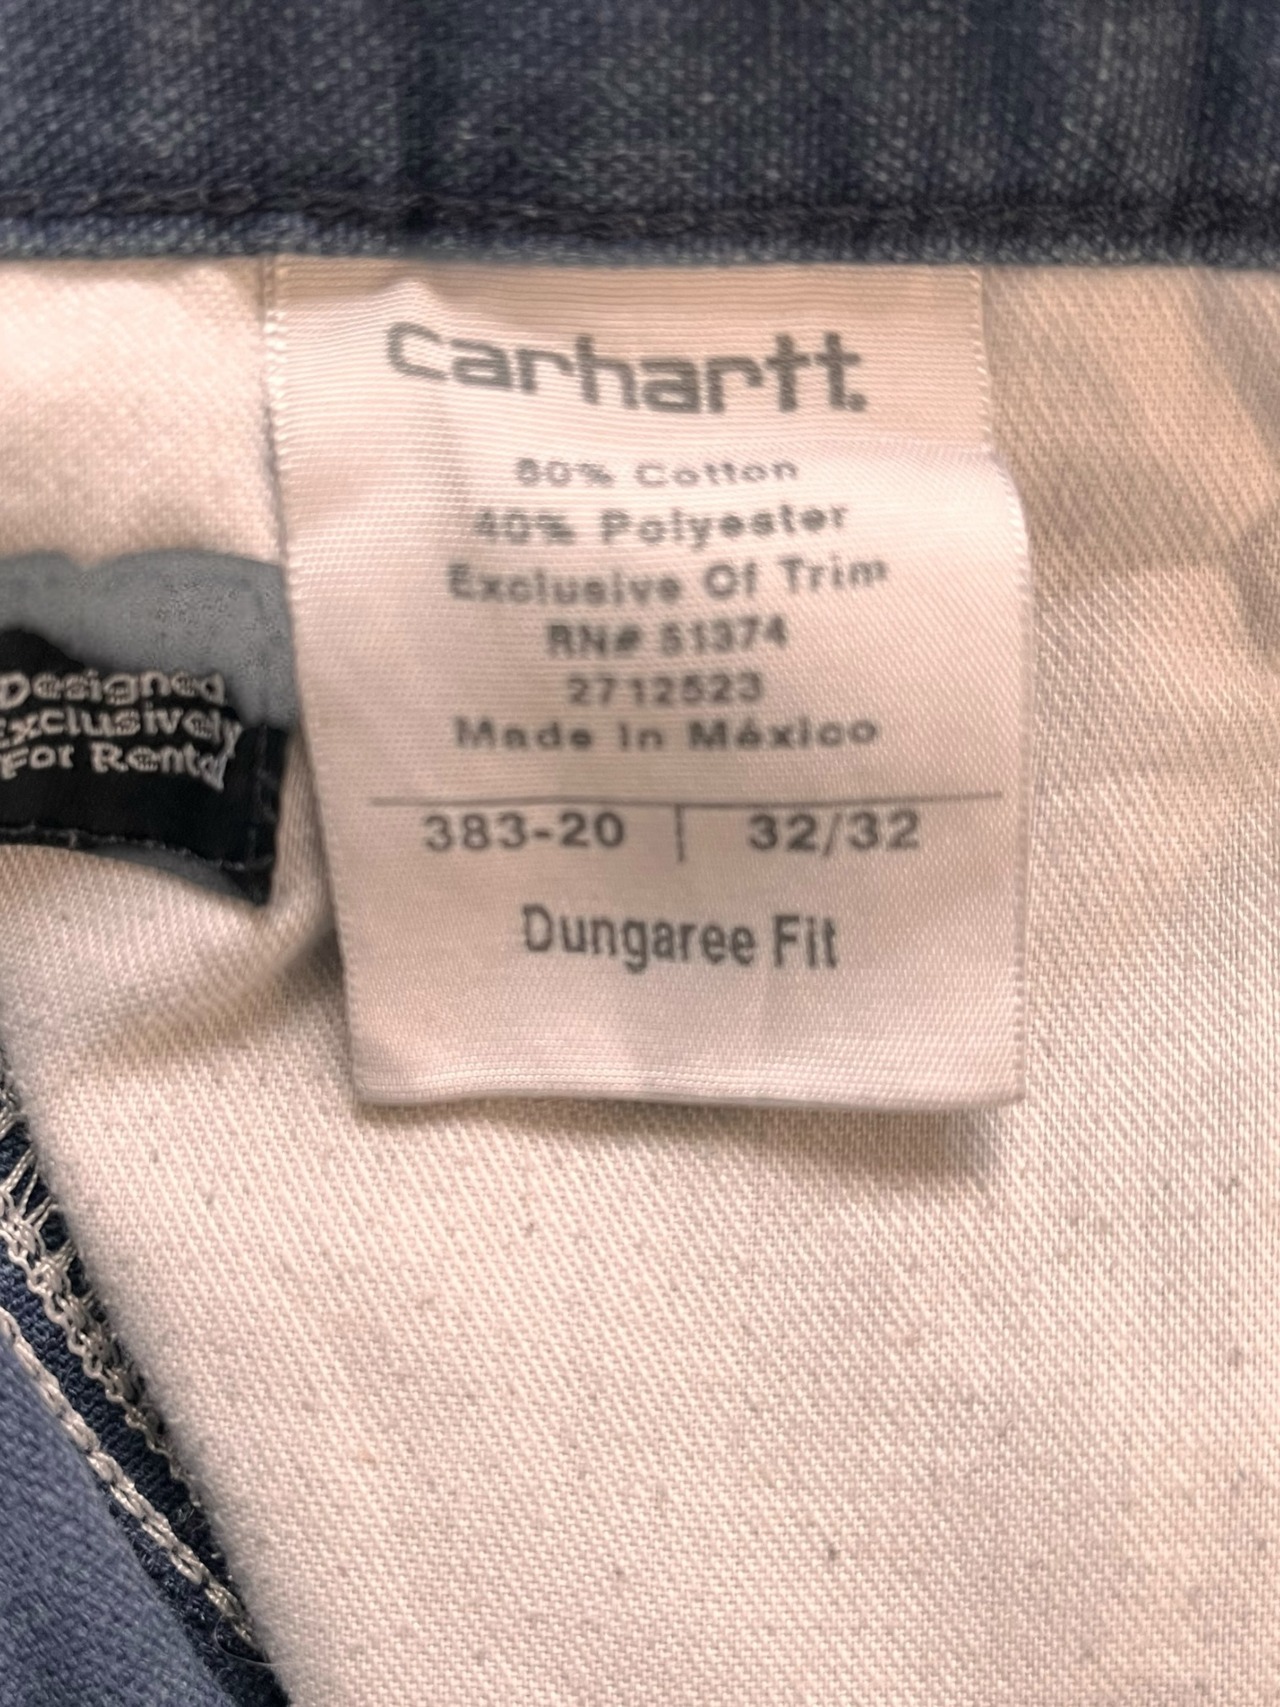 Carhartt.
60% Cotton
40% Polyester
Exclusive Of Trim
RN# 51374
2712523
Made In México
383-20 | 32/32
Dungaree Fit
Designed
Exclusively
For Rental